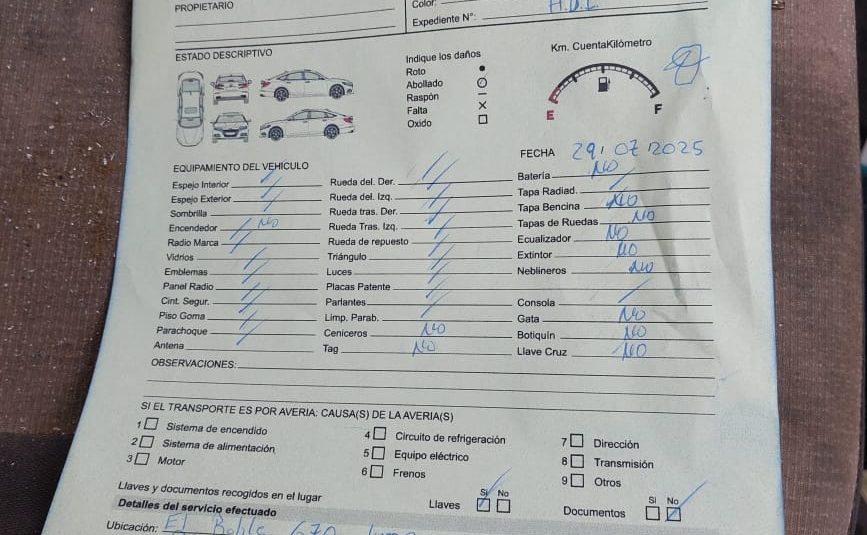 PROPIETARIO
Color:
Expediente N°: H.D.L
ESTADO DESCRIPTIVO
Indique los daños
Roto
Abollado
Raspón
Falta
Oxido
Km. CuentaKilómetro
E F
FECHA 29, 07, 2025
EQUIPAMIENTO DEL VEHÍCULO
Espejo Interior
Espejo Exterior
Sombrilla
Encendedor NO
Radio Marca
Vidrios
Emblemas
Panel Radio
Cint. Segur.
Piso Goma
Parachoque
Antena
Rueda del. Der.
Rueda del. Izq.
Rueda tras. Der.
Rueda Tras. Izq.
Rueda de repuesto
Triángulo
Luces
Placas Patente
Parlantes
Limp. Parab.
Ceniceros NO
Tag NO
Batería NO
Tapa Radiad.
Tapa Bencina NO
Tapas de Ruedas NO
Ecualizador NO
Extintor NO
Neblineros NO
Consola
Gata NO
Botiquin NO
Llave Cruz NO
OBSERVACIONES:
SI EL TRANSPORTE ES POR AVERIA: CAUSA(S) DE LA AVERIA(S)
1 Sistema de encendido
2 Sistema de alimentación
3 Motor
4 Circuito de refrigeración
5 Equipo eléctrico
6 Frenos
7 Dirección
8 Transmisión
9 Otros
Llaves y documentos recogidos en el lugar
Llaves Si No
Documentos Si No
Detalles del servicio efectuado
Ubicación: El Roble 670